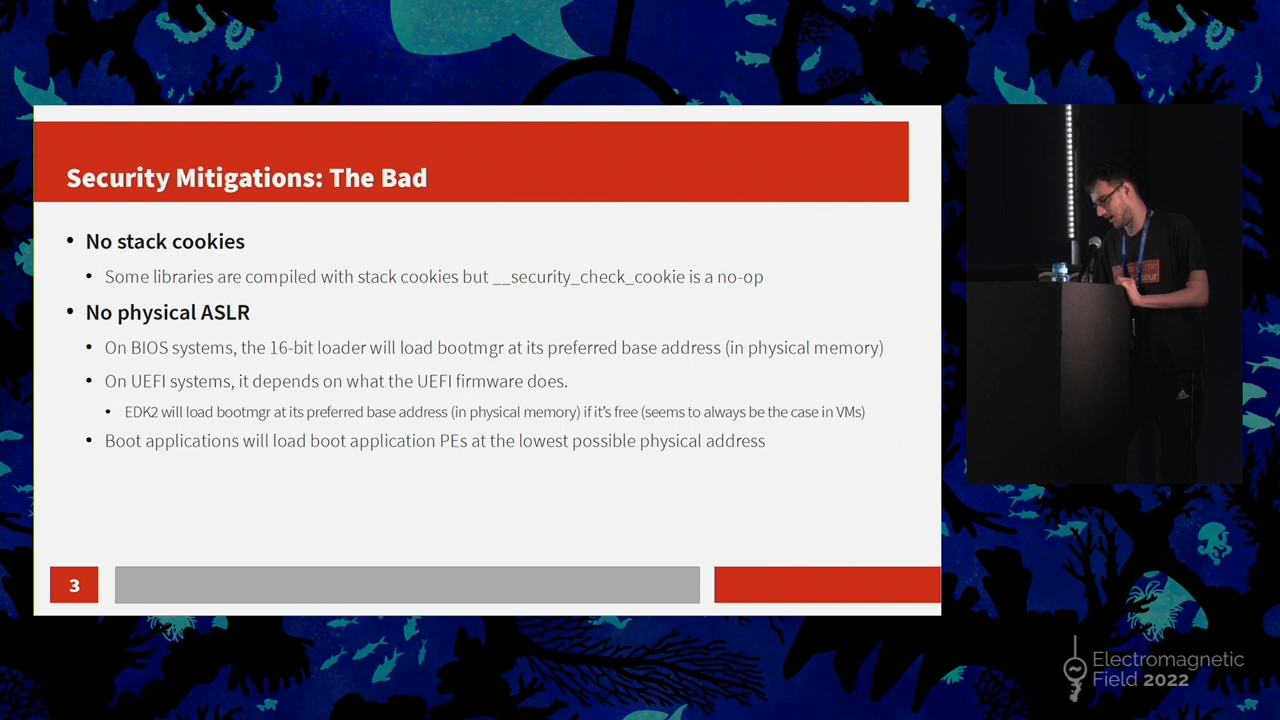 Security Mitigations: The Bad
No stack cookies
Some libraries are compiled with stack cookies but __security_check_cookie is a no-op
No physical ASLR
On BIOS systems, the 16-bit loader will load bootmgr at its preferred base address (in physical memory)
On UEFI systems, it depends on what the UEFI firmware does.
EDK2 will load bootmgr at its preferred base address (in physical memory) if it's free (seems to always be the case in VMs)
Boot applications will load boot application PEs at the lowest possible physical address
3
Electromagnetic
Field 2022